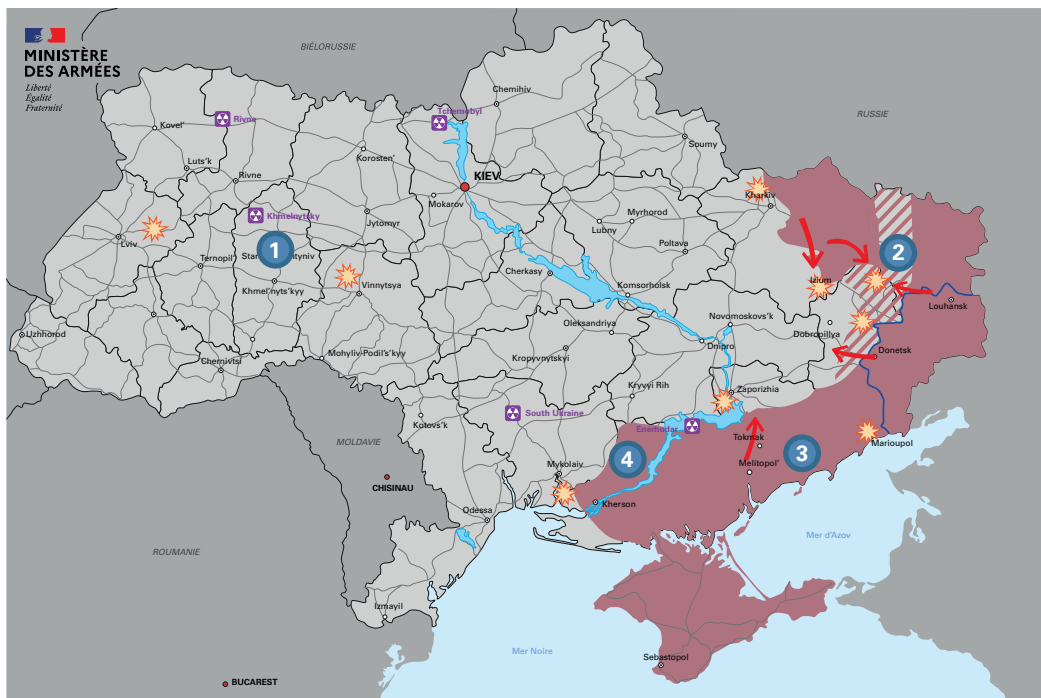 MINISTÈRE
DES ARMÉES
Liberté
Égalité
Fraternité
BIÉLORUSSIE
RUSSIE
Chernihiv
Tchernobyl
Rivne
Kovel'
Soumy
Korosten'
Luts'k
Rivne
KIEV
Kharkiv
Mokarov
Khmelnytsky
Jytomyr
Myrhorod
Lubny
Poltava
Lviv
1
2
Ternopil'
Cherkasy
Izium
Khmel'nyts'kyy
Vinnytsya
Komsorholsk
Louhansk
Oleksandriya
Novomoskovs'k
Uzhhorod
Dobropillya
Dnipro
Donetsk
Chernivtsi
Mohyliv-Podil's'kyy
Kropyvnytskyi
Kryvyi Rih
Zaporizhia
South Ukraine
Kotovs'k
Enerhodar
MOLDAVIE
Tokmak
Marioupol
4
3
Mykolaiv
Melitopol'
CHISINAU
Kherson
Odessa
Mer d'Azov
ROUMANIE
Izmayil
Mer Noire
Sebastopol
BUCAREST